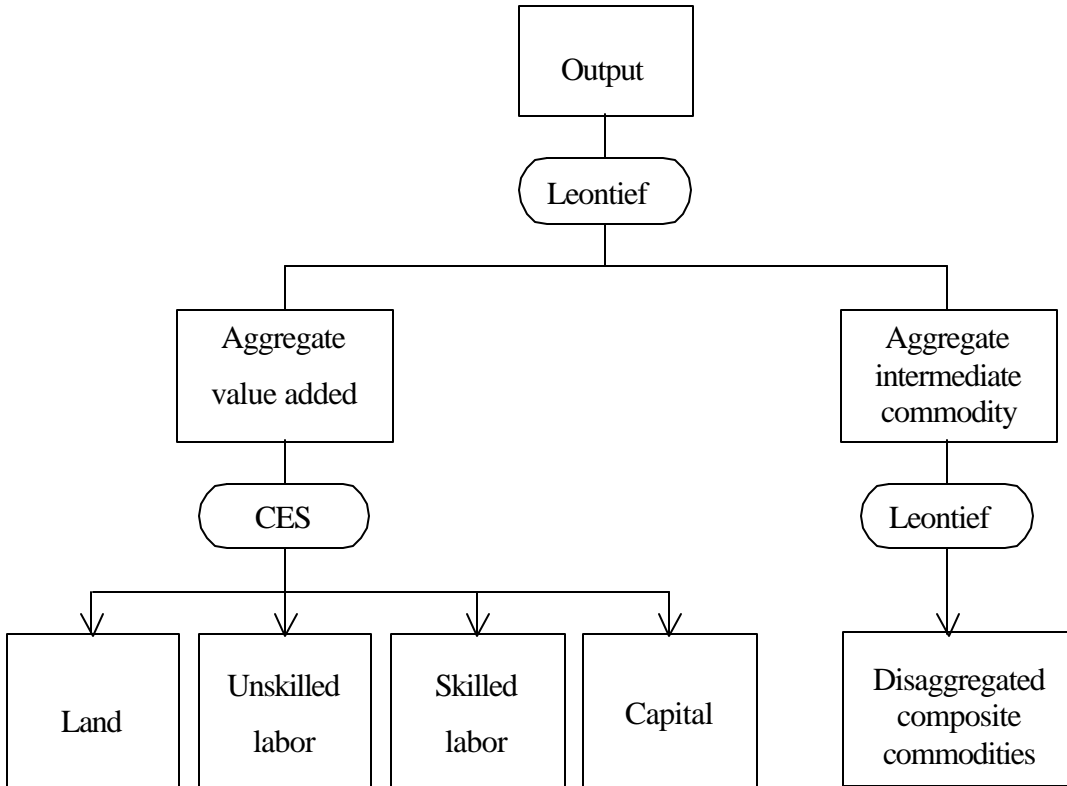 Output
Leontief
Aggregate
value added
Aggregate
intermediate
commodity
CES
Leontief
Land
Unskilled
labor
Skilled
labor
Capital
Disaggregated
composite
commodities